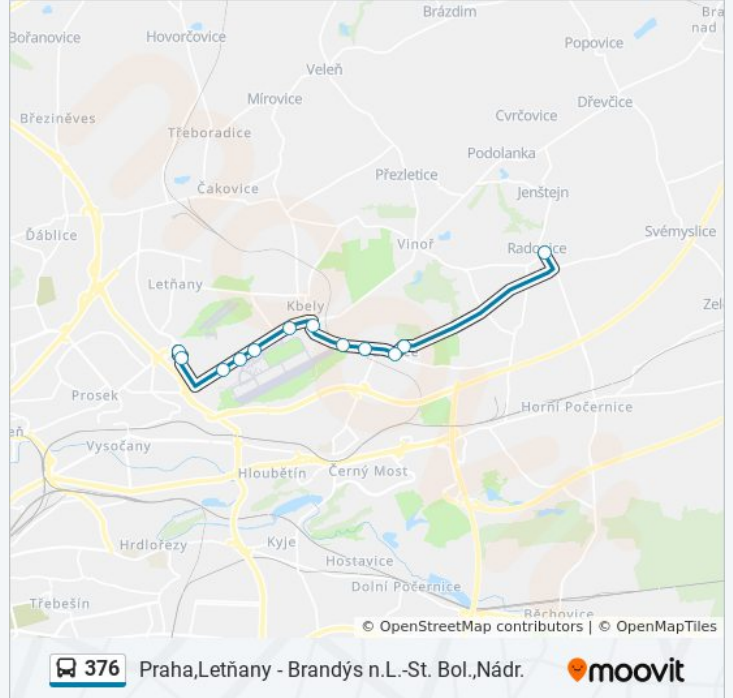 Brázdim
Bra
nad
Bořanovice
Hovorčovice
Popovice
Veleň
Mírovice
Dřevčice
Březiněves
Cvrčovice
Třeboradice
Podolanka
Přezletice
Čakovice
Jenštejn
Ďáblice
Svémyslice
Vinoř
Radonice
Letňany
Kbely
Zel
Prosek
Horní Počernice
eň
Vysočany
Hloubětín
Černý Most
Hrdlořezy
Kyje
Hostavice
Dolní Počernice
Třebešín
Běchovice
© OpenStreetMap contributors | © OpenMapTiles
376 Praha,Letňany - Brandýs n.L.-St. Bol.,Nádr. moovit